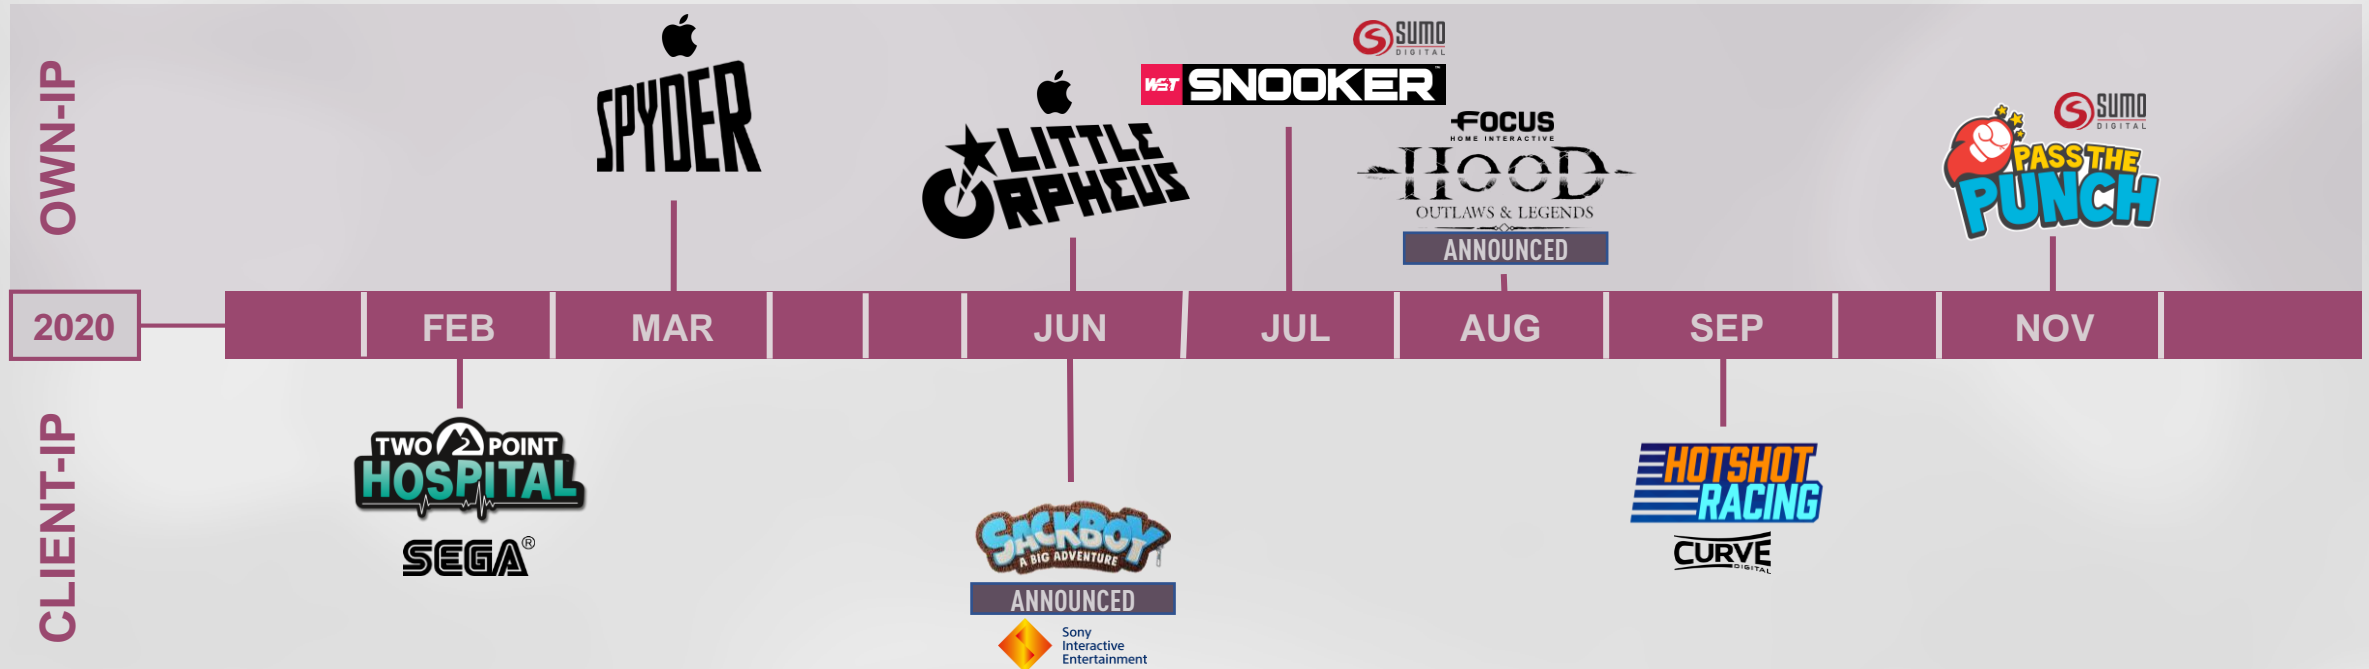 OWN-IP
SPYDER
LITTLE
ORPHEUS
SUMO
DIGITAL
WST SNOOKER™
FOCUS
HOME INTERACTIVE
HOOD
OUTLAWS & LEGENDS
ANNOUNCED
SUMO
DIGITAL
PASS THE
PUNCH
2020
FEB
MAR
JUN
JUL
AUG
SEP
NOV
CLIENT-IP
TWO POINT
HOSPITAL
SEGA®
SACKBOY
A BIG ADVENTURE
ANNOUNCED
Sony
Interactive
Entertainment
HOTSHOT
RACING
CURVE
DIGITAL